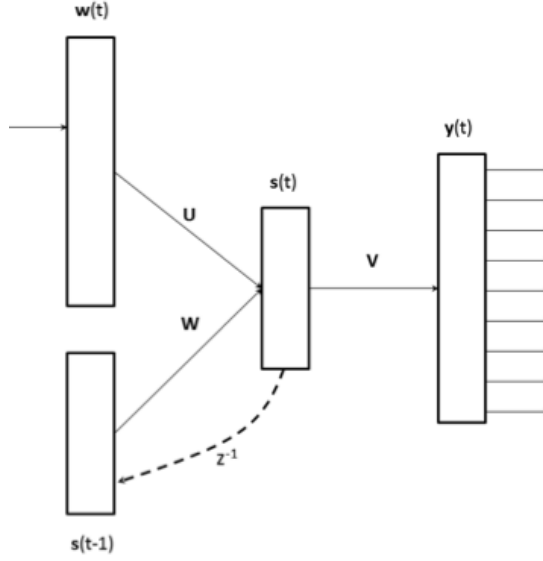 w(t)
y(t)
s(t)
U
V
W
z⁻¹
s(t-1)